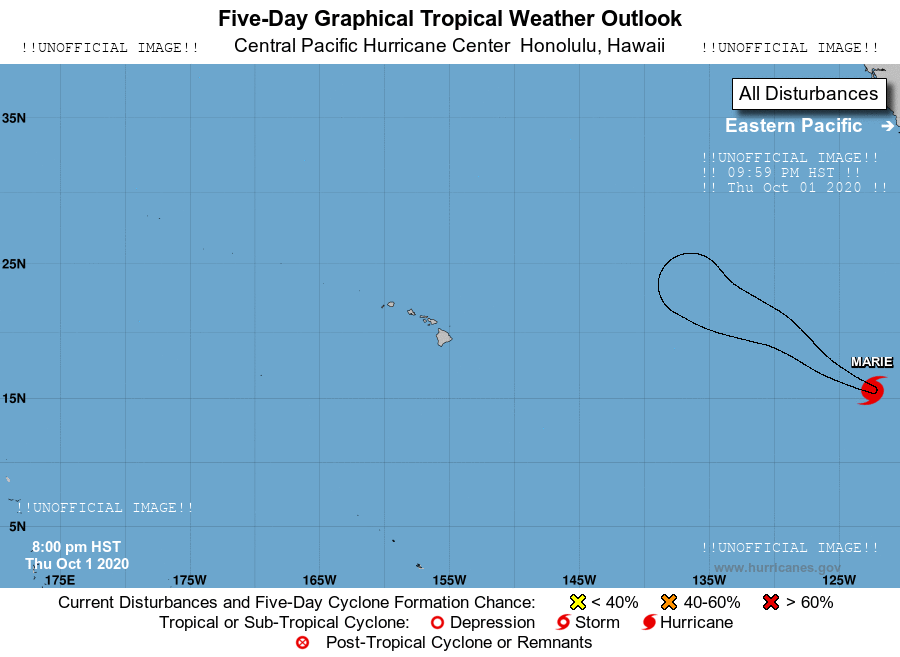 Five-Day Graphical Tropical Weather Outlook
!!UNOFFICIAL IMAGE!! Central Pacific Hurricane Center Honolulu, Hawaii !!UNOFFICIAL IMAGE!!
All Disturbances
35N
Eastern Pacific →
!!UNOFFICIAL IMAGE!!
!! 09:59 PM HST !!
!! Thu Oct 01 2020 !!
25N
MARIE
15N
!!UNOFFICIAL IMAGE!!
5N
8:00 pm HST
!!UNOFFICIAL IMAGE!!
Thu Oct 1 2020
www.hurricanes.gov
175E 175W 165W 155W 145W 135W 125W
Current Disturbances and Five-Day Cyclone Formation Chance: < 40% 40-60% > 60%
Tropical or Sub-Tropical Cyclone: Depression Storm Hurricane
Post-Tropical Cyclone or Remnants